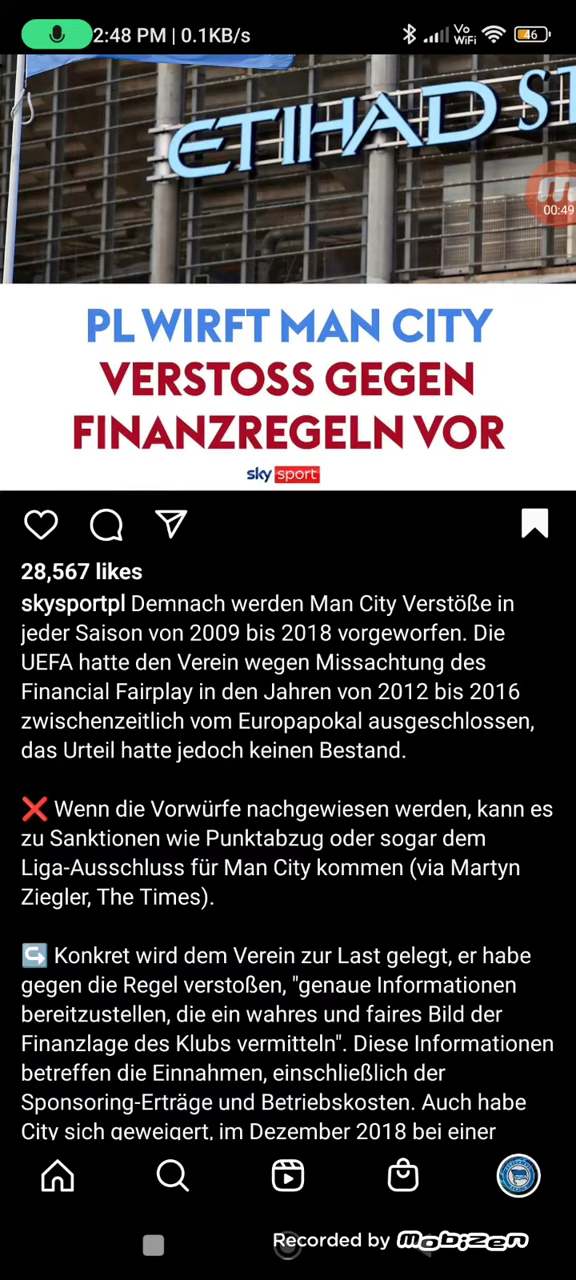 2:48 PM | 0.1KB/s
Vo
WiFi
46
ETIHAD ST
00:49
PL WIRFT MAN CITY
VERSTOSS GEGEN
FINANZREGELN VOR
sky sport
28,567 likes
skysportpl Demnach werden Man City Verstöße in
jeder Saison von 2009 bis 2018 vorgeworfen. Die
UEFA hatte den Verein wegen Missachtung des
Financial Fairplay in den Jahren von 2012 bis 2016
zwischenzeitlich vom Europapokal ausgeschlossen,
das Urteil hatte jedoch keinen Bestand.
❌ Wenn die Vorwürfe nachgewiesen werden, kann es
zu Sanktionen wie Punktabzug oder sogar dem
Liga-Ausschluss für Man City kommen (via Martyn
Ziegler, The Times).
↪️ Konkret wird dem Verein zur Last gelegt, er habe
gegen die Regel verstoßen, "genaue Informationen
bereitzustellen, die ein wahres und faires Bild der
Finanzlage des Klubs vermitteln". Diese Informationen
betreffen die Einnahmen, einschließlich der
Sponsoring-Erträge und Betriebskosten. Auch habe
City sich geweigert, im Dezember 2018 bei einer
Recorded by mobizen